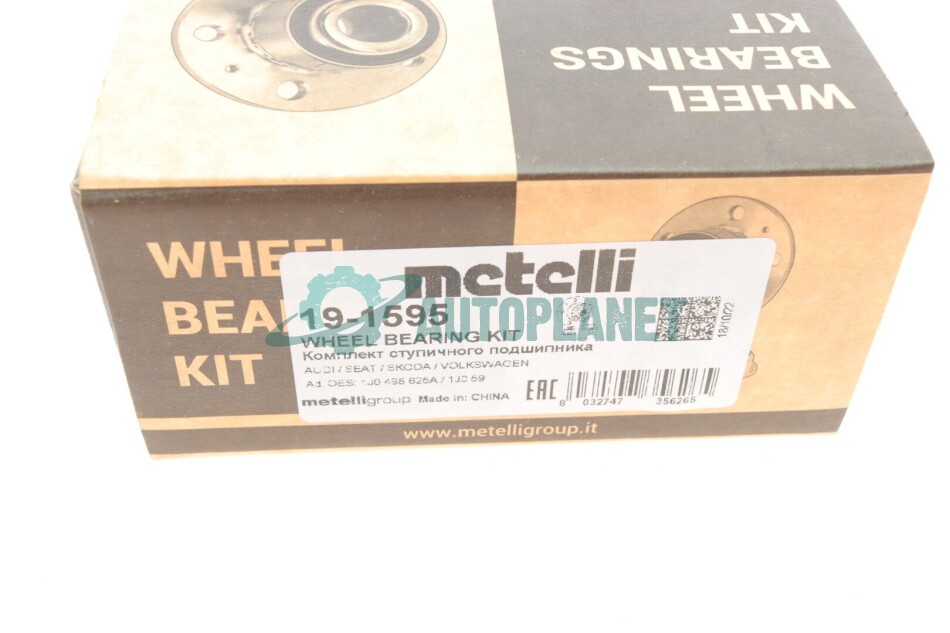 WHEEL
BEARINGS
KIT
WHEEL
BEA
KIT
metelli
19-1595
AUTOPLANET
WHEEL BEARING KIT
Комплект ступичного подшипника
AUDI / SEAT / SKODA / VOLKSWAGEN
18/10/22
metelligroup Made in: CHINA
EAC
8 032747 356265
www.metelligroup.it